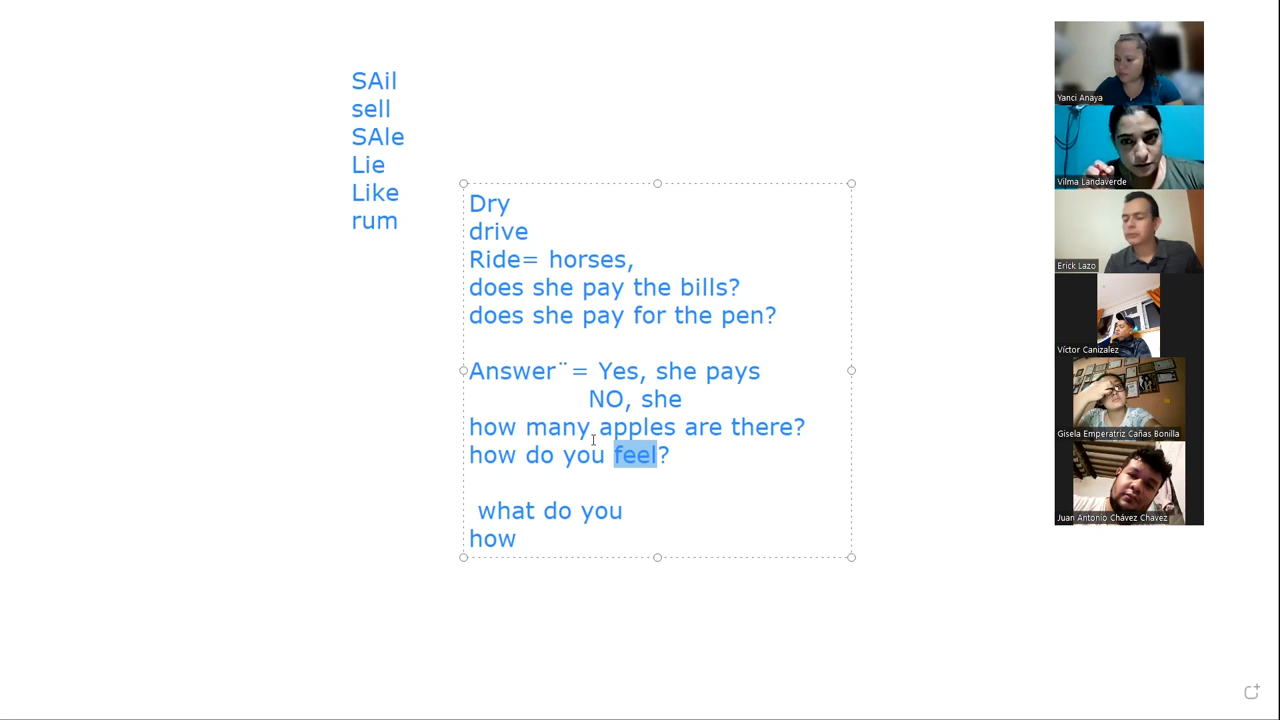 SAil
sell
SAle
Lie
Like
rum
Dry
drive
Ride= horses,
does she pay the bills?
does she pay for the pen?
Answer¨= Yes, she pays
NO, she
how many apples are there?
how do you feel?
what do you
how
Yanci Anaya
Vilma Landaverde
Erick Lazo
Víctor Canizalez
Gisela Emperatriz Cañas Bonilla
Juan Antonio Chávez Chavez